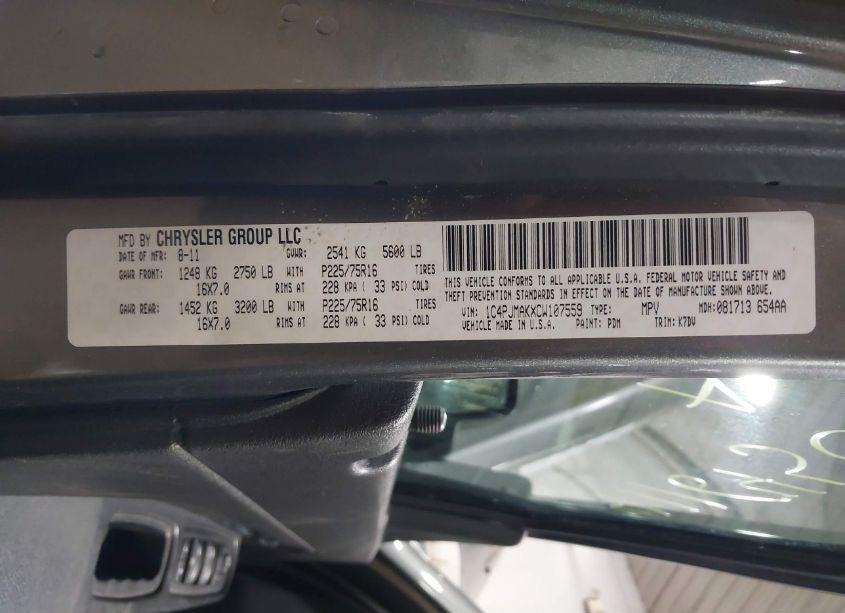 MFD BY CHRYSLER GROUP LLC
DATE OF MFR: 8-11 GVWR: 2541 KG 5600 LB
GAWR FRONT: 1248 KG 2750 LB WITH P225/75R16 TIRES
16X7.0 RIMS AT 228 KPA ( 33 PSI) COLD
GAWR REAR: 1452 KG 3200 LB WITH P225/75R16 TIRES
16X7.0 RIMS AT 228 KPA ( 33 PSI) COLD
THIS VEHICLE CONFORMS TO ALL APPLICABLE U.S.A. FEDERAL MOTOR VEHICLE SAFETY AND
THEFT PREVENTION STANDARDS IN EFFECT ON THE DATE OF MANUFACTURE SHOWN ABOVE.
VIN: 1C4PJMAKXCW107559 TYPE: MPV MDH: 081713 654AA
VEHICLE MADE IN U.S.A. PAINT: PDM TRIM: K7DV